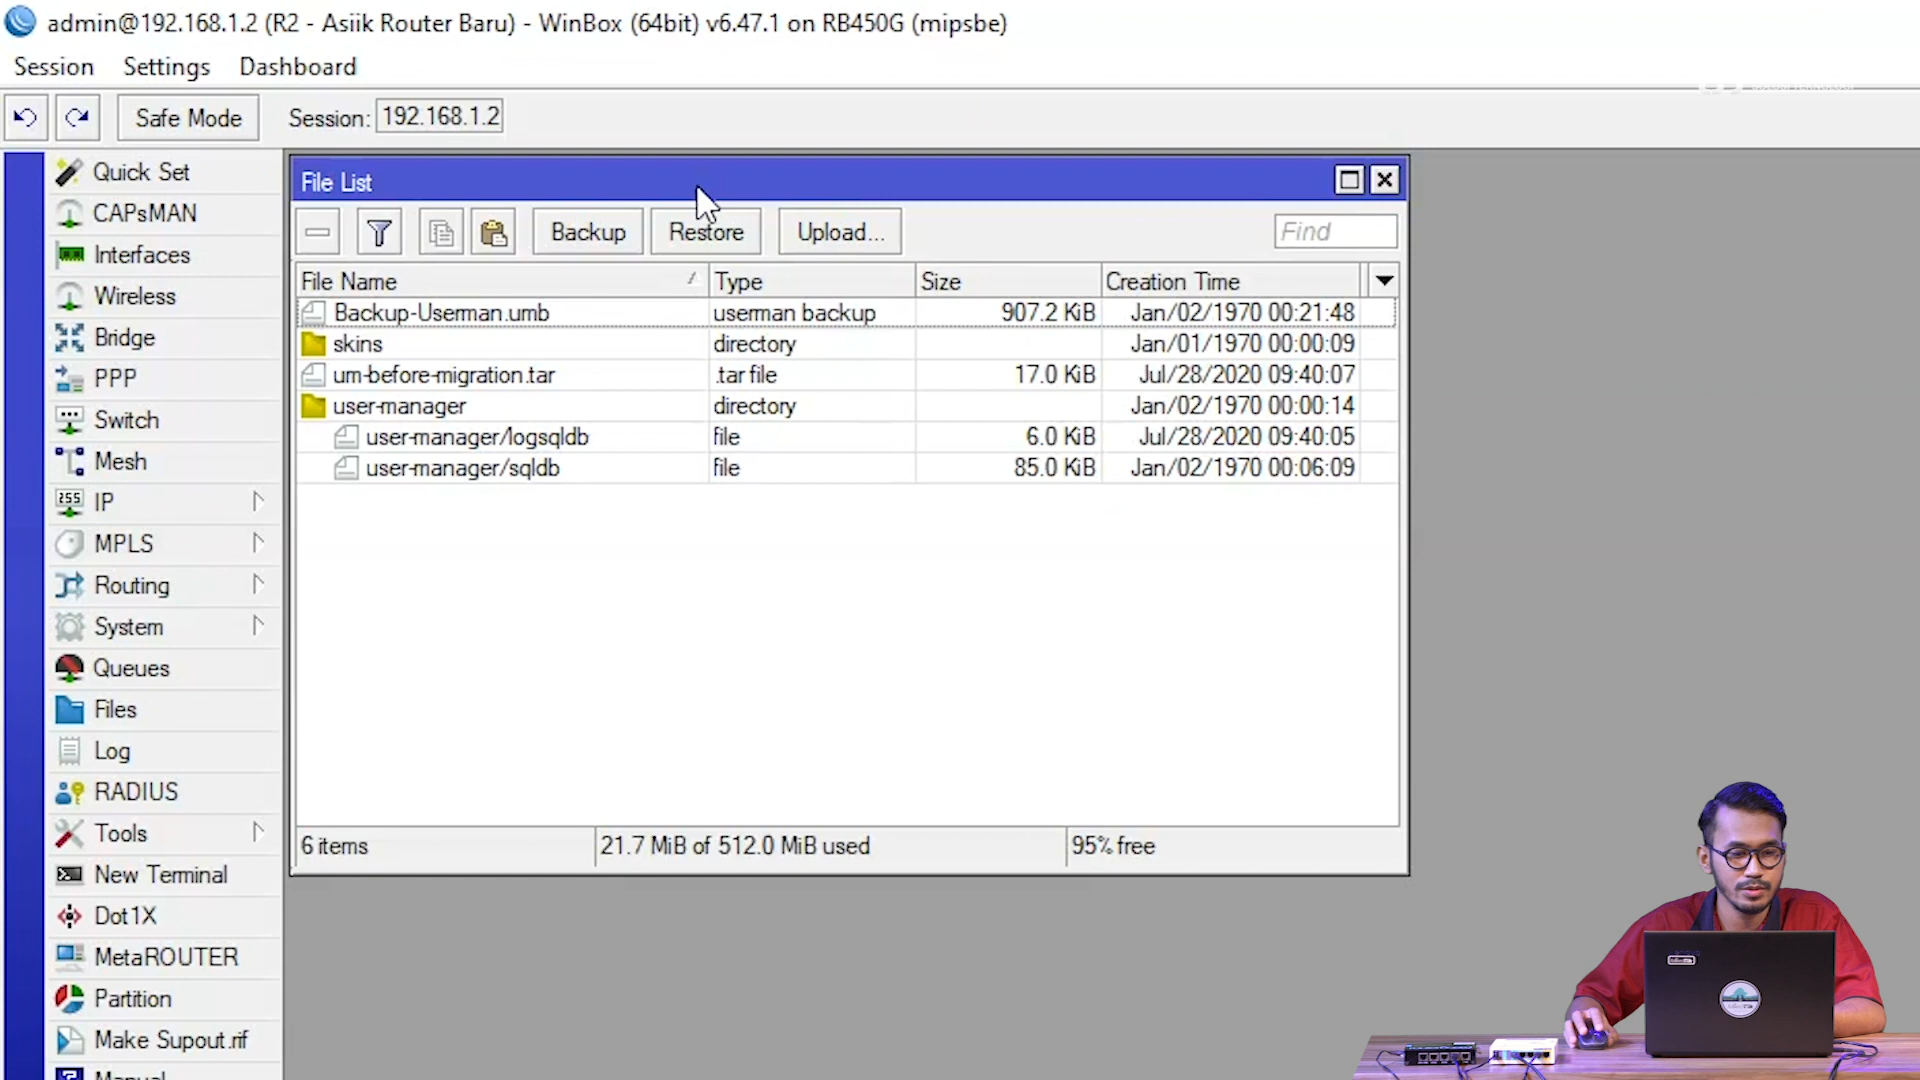 admin@192.168.1.2 (R2 - Asiik Router Baru) - WinBox (64bit) v6.47.1 on RB450G (mipsbe)
Session Settings Dashboard
Safe Mode Session: 192.168.1.2
Quick Set
CAPsMAN
Interfaces
Wireless
Bridge
PPP
Switch
Mesh
IP
MPLS
Routing
System
Queues
Files
Log
RADIUS
Tools
New Terminal
Dot1X
MetaROUTER
Partition
Make Supout.rif
Manual
File List
Backup Restore Upload... Find
File Name Type Size Creation Time
Backup-Userman.umb userman backup 907.2 KiB Jan/02/1970 00:21:48
skins directory Jan/01/1970 00:00:09
um-before-migration.tar .tar file 17.0 KiB Jul/28/2020 09:40:07
user-manager directory Jan/02/1970 00:00:14
user-manager/logsqldb file 6.0 KiB Jul/28/2020 09:40:05
user-manager/sqldb file 85.0 KiB Jan/02/1970 00:06:09
6 items 21.7 MiB of 512.0 MiB used 95% free